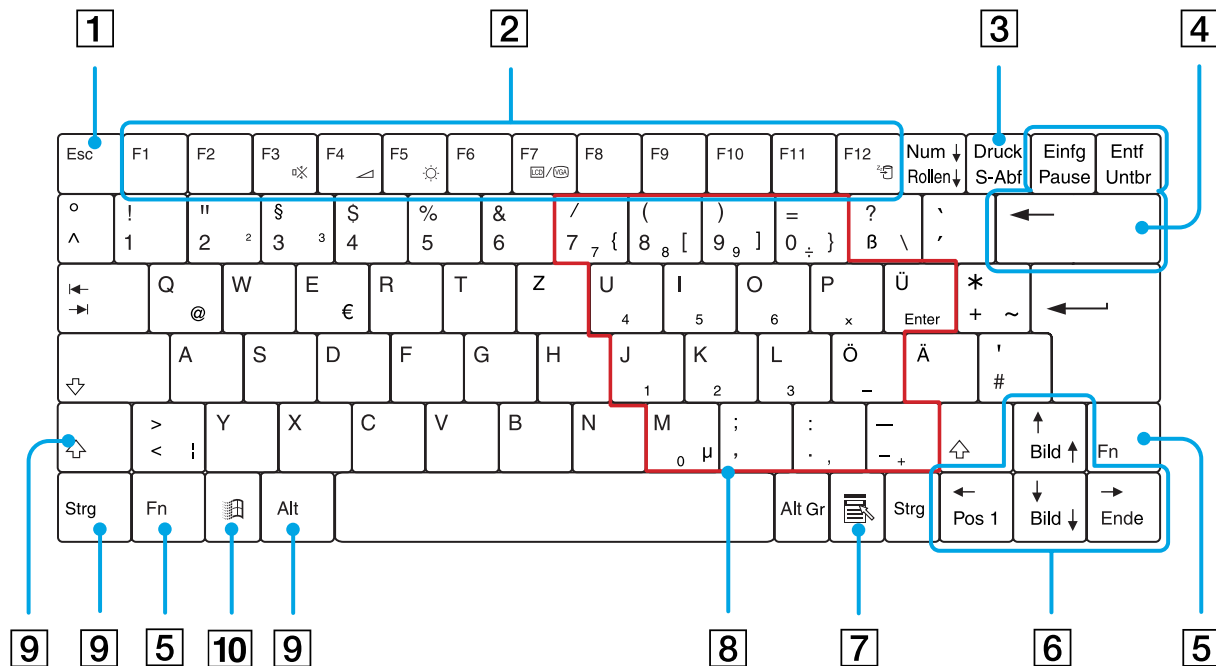 1 2 3 4
Esc F1 F2 F3 F4 F5 F6 F7 LCD / VGA F8 F9 F10 F11 F12 z z Num ↓ Rollen ↓ Druck S-Abf Einfg Pause Entf Untbr
° ^ ! 1 " 2 ² § 3 ³ $ 4 % 5 & 6 / 7 7 { ( 8 8 [ ) 9 9 ] = 0 ÷ } ? ß \ ` ´ ←
Q @ W E € R T Z U 4 I 5 O 6 P × Ü Enter * + ~
A S D F G H J 1 K 2 L 3 Ö – Ä ' #
> < ¦ Y X C V B N M 0 µ ; , : . , — – + ↑ Bild ↑ Fn
Strg Fn Alt Alt Gr Strg ← Pos 1 ↓ Bild ↓ → Ende
9 9 5 10 9 8 7 6 5